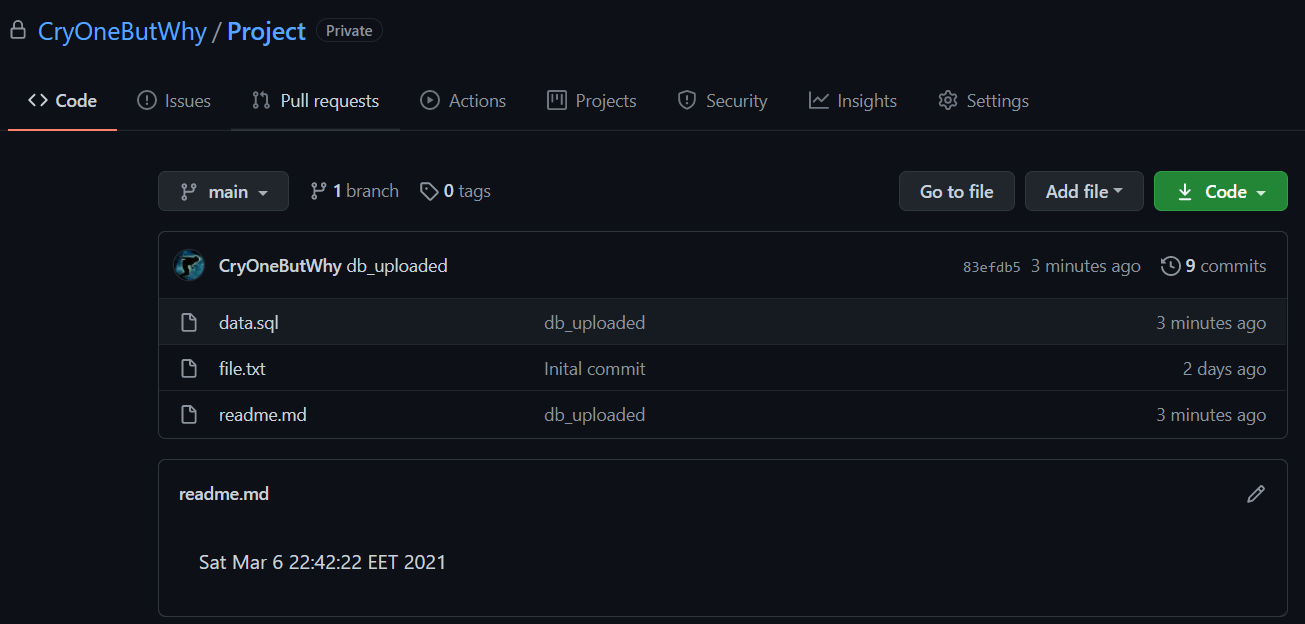 CryOneButWhy / Project Private
Code Issues Pull requests Actions Projects Security Insights Settings
main 1 branch 0 tags Go to file Add file Code
CryOneButWhy db_uploaded 83efdb5 3 minutes ago 9 commits
data.sql db_uploaded 3 minutes ago
file.txt Inital commit 2 days ago
readme.md db_uploaded 3 minutes ago
readme.md
Sat Mar 6 22:42:22 EET 2021